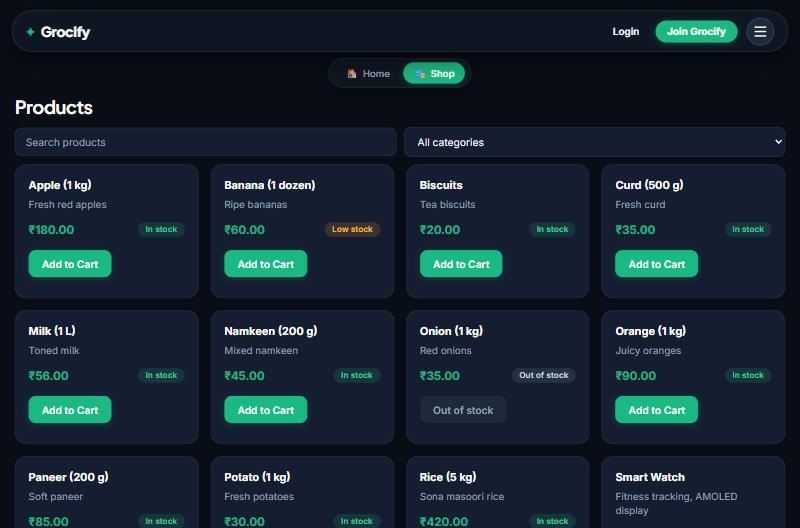 Grocify
Login
Join Grocify
Home
Shop
Products
Search products
All categories
Apple (1 kg)
Fresh red apples
₹180.00
In stock
Add to Cart
Banana (1 dozen)
Ripe bananas
₹60.00
Low stock
Add to Cart
Biscuits
Tea biscuits
₹20.00
In stock
Add to Cart
Curd (500 g)
Fresh curd
₹35.00
In stock
Add to Cart
Milk (1 L)
Toned milk
₹56.00
In stock
Add to Cart
Namkeen (200 g)
Mixed namkeen
₹45.00
In stock
Add to Cart
Onion (1 kg)
Red onions
₹35.00
Out of stock
Out of stock
Orange (1 kg)
Juicy oranges
₹90.00
In stock
Add to Cart
Paneer (200 g)
Soft paneer
₹85.00
In stock
Potato (1 kg)
Fresh potatoes
₹30.00
In stock
Rice (5 kg)
Sona masoori rice
₹420.00
In stock
Smart Watch
Fitness tracking, AMOLED
display